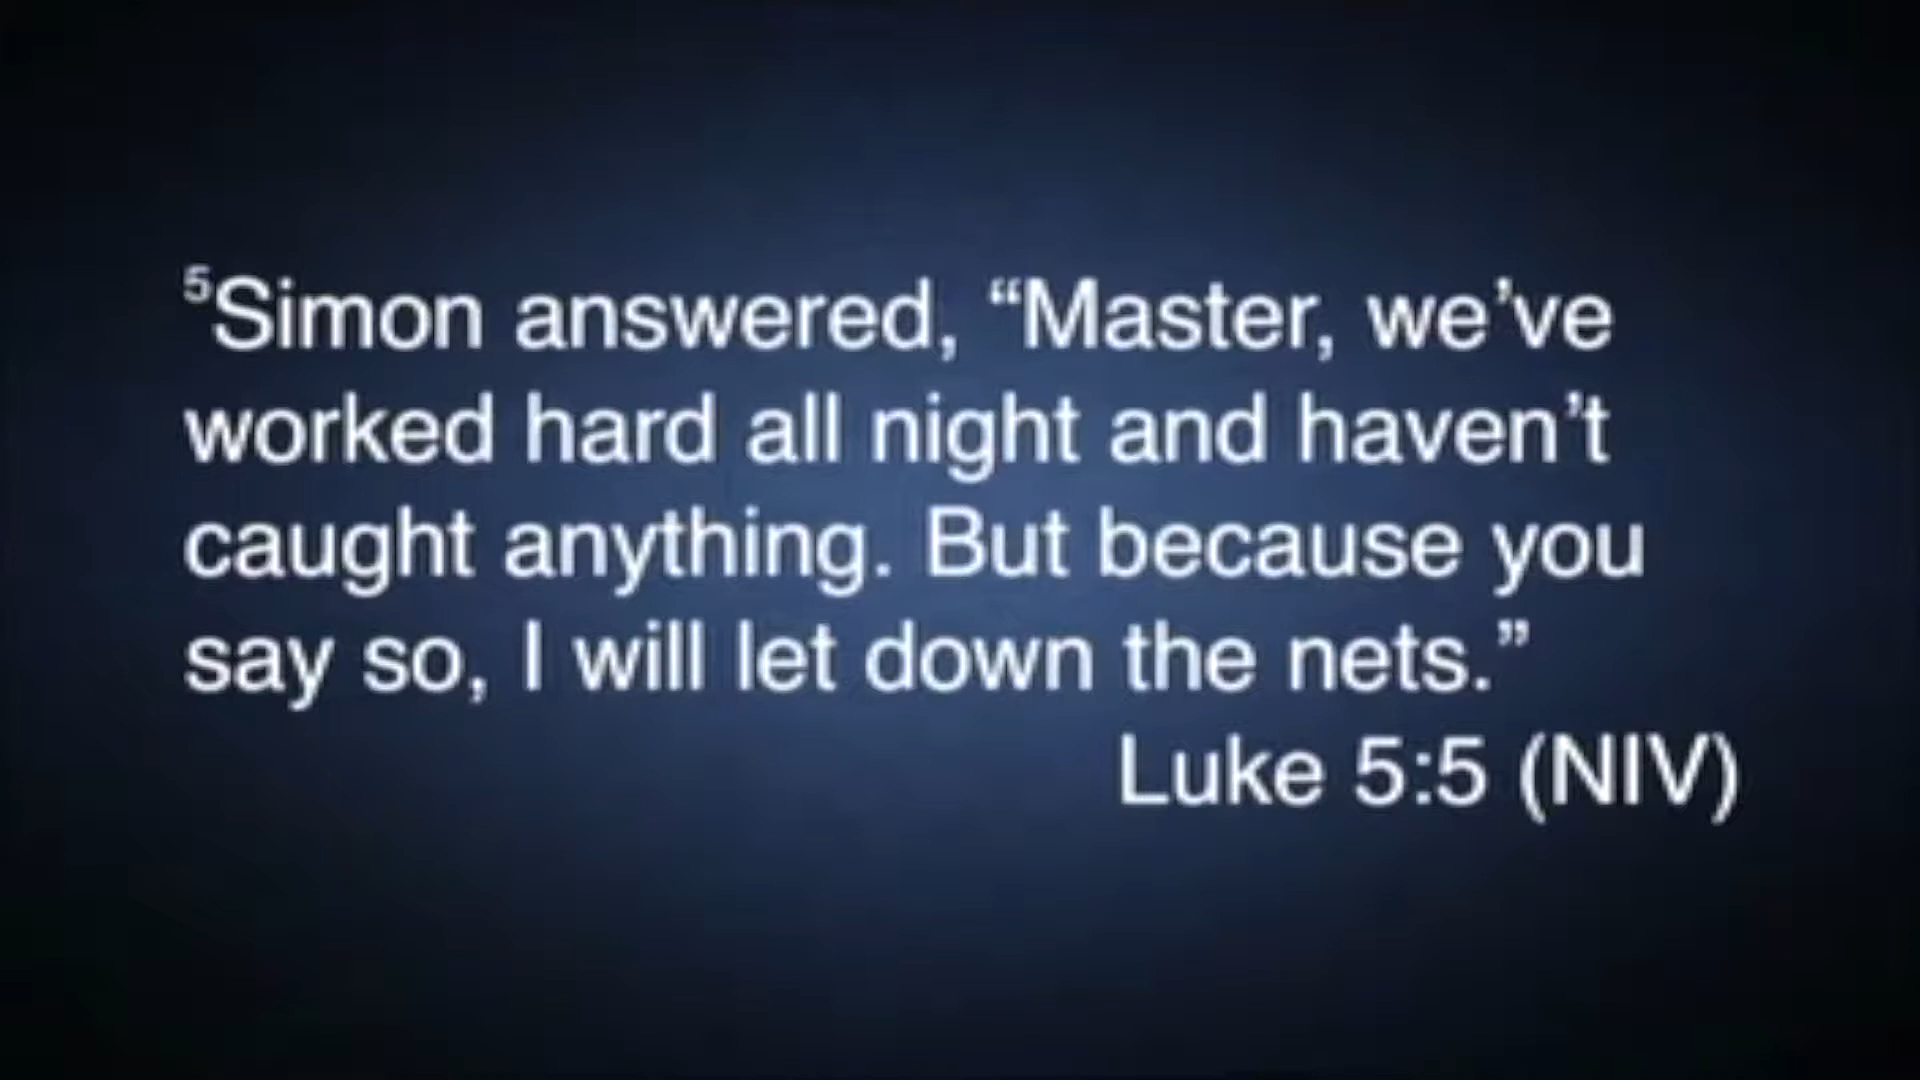 ⁵Simon answered, “Master, we’ve
worked hard all night and haven’t
caught anything. But because you
say so, I will let down the nets.”
Luke 5:5 (NIV)